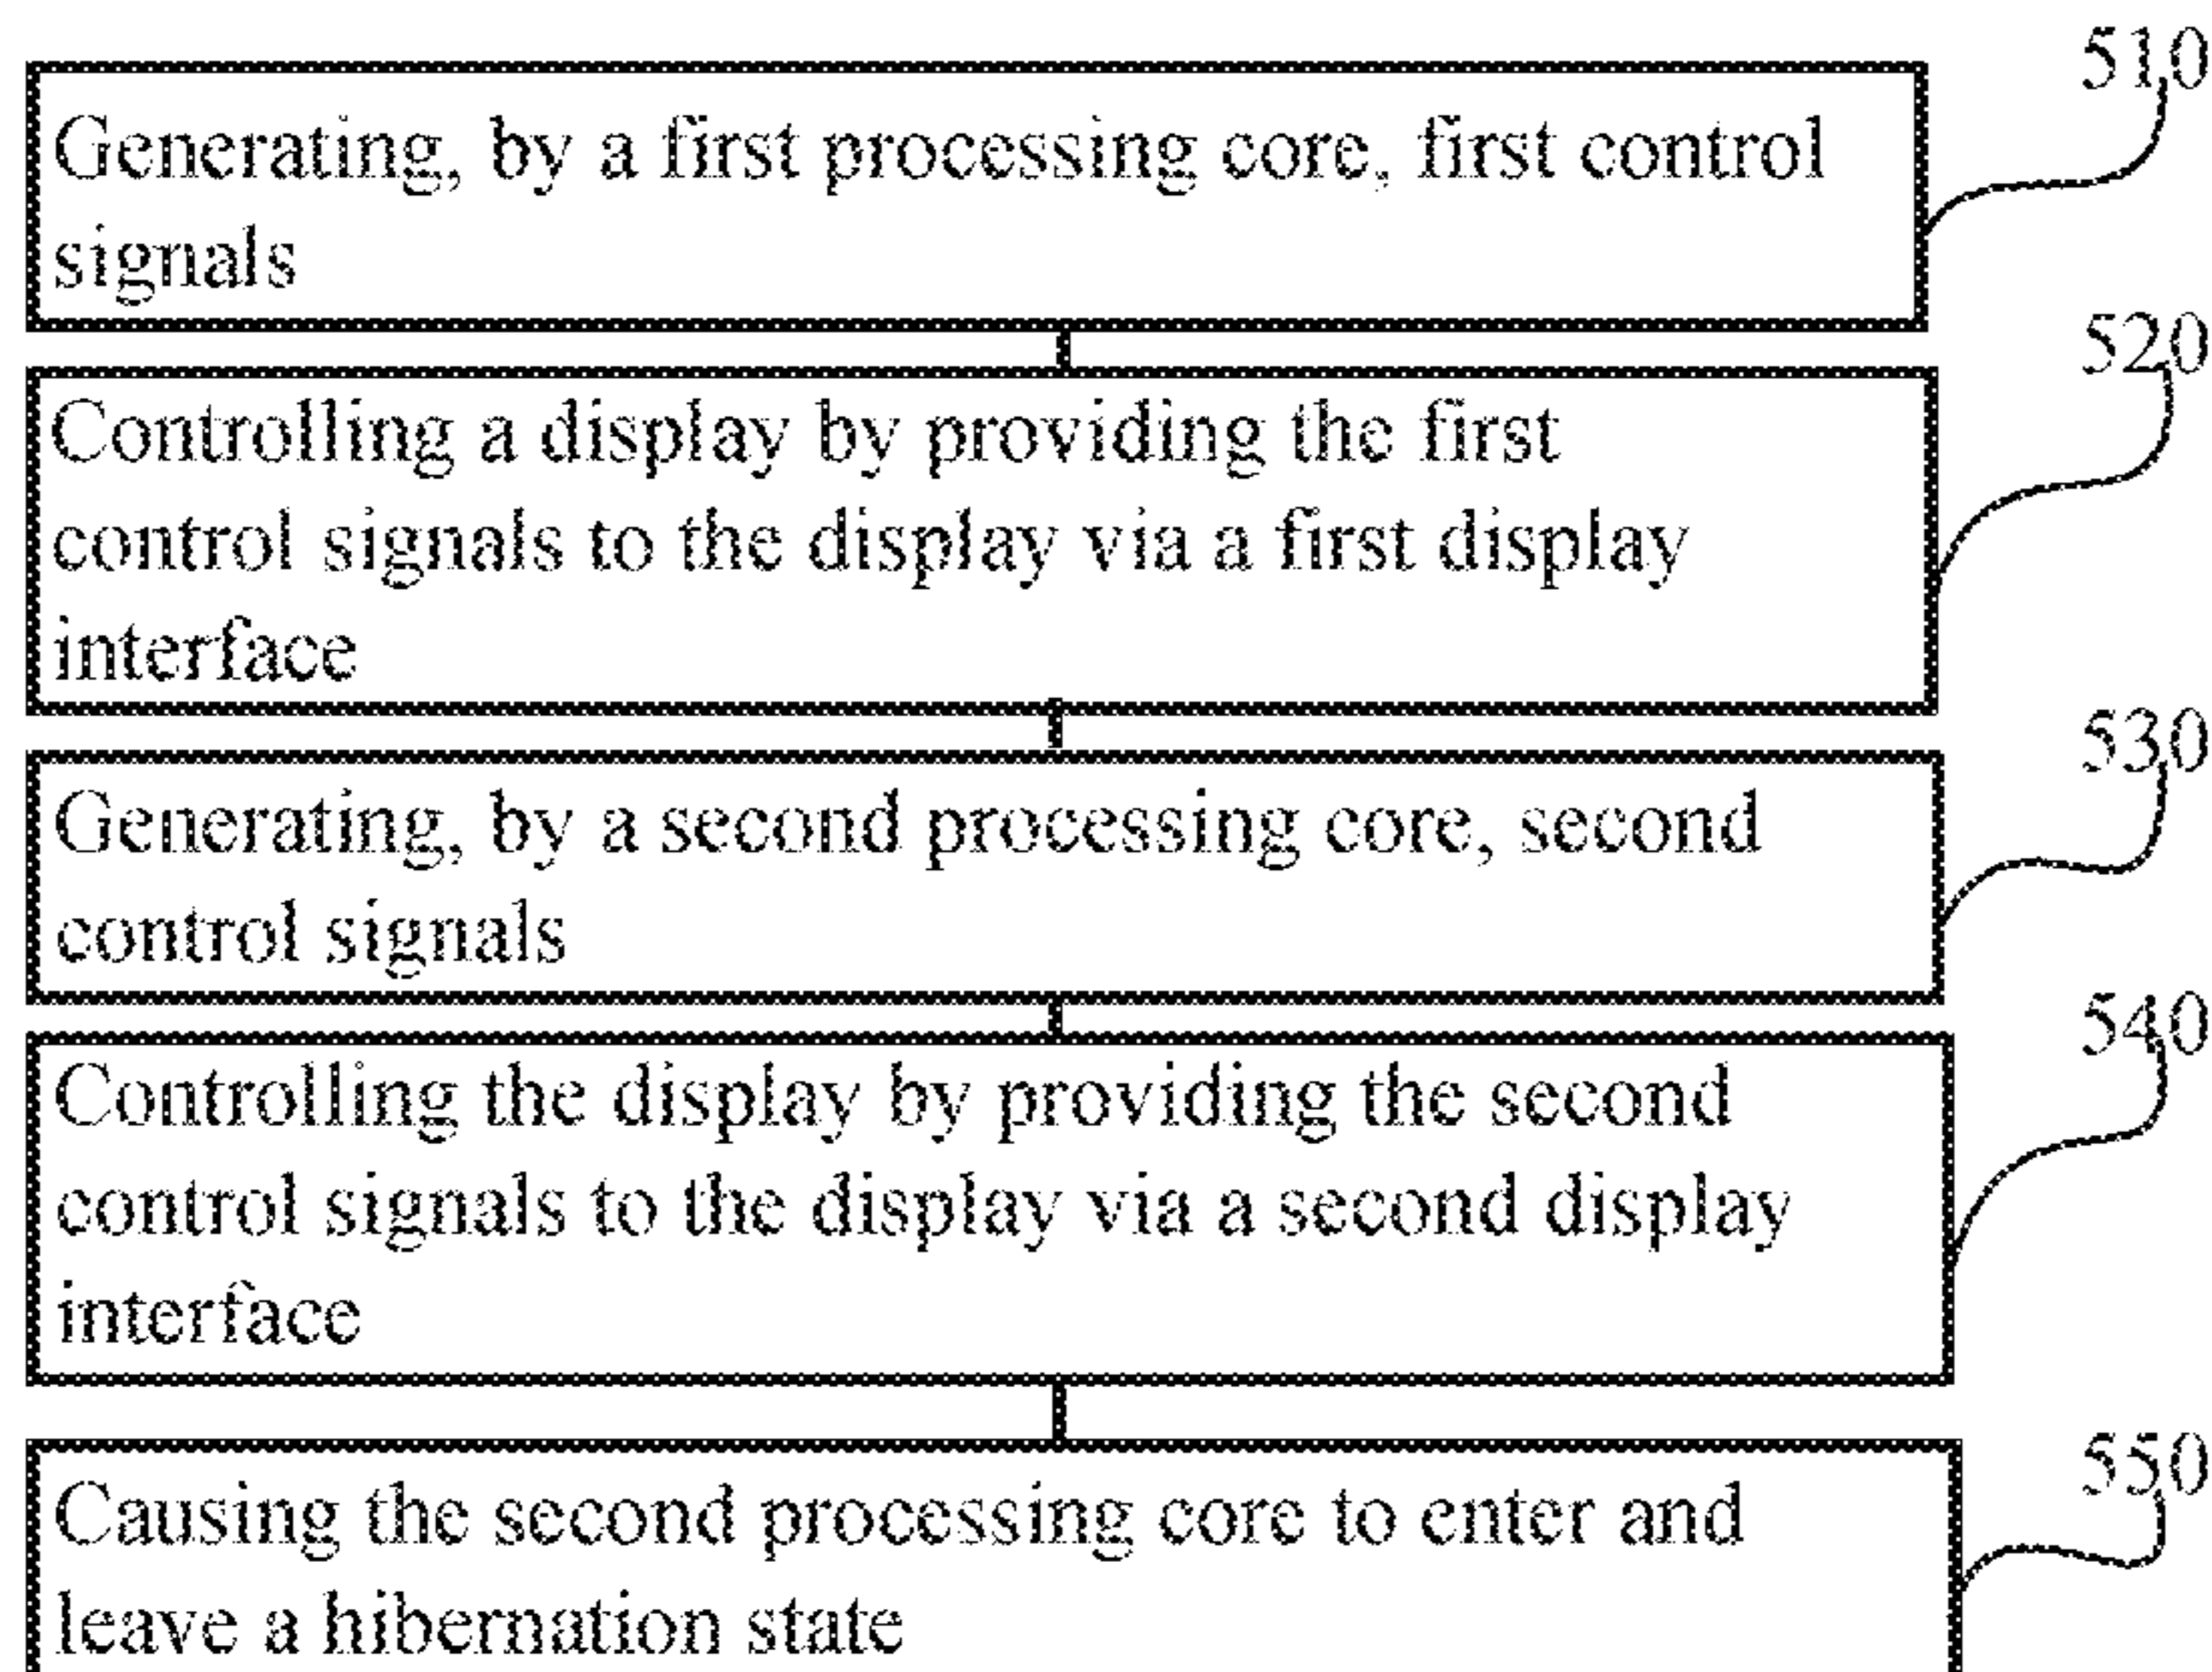 510
Generating, by a first processing core, first control
signals
520
Controlling a display by providing the first
control signals to the display via a first display
interface
530
Generating, by a second processing core, second
control signals
540
Controlling the display by providing the second
control signals to the display via a second display
interface
550
Causing the second processing core to enter and
leave a hibernation state